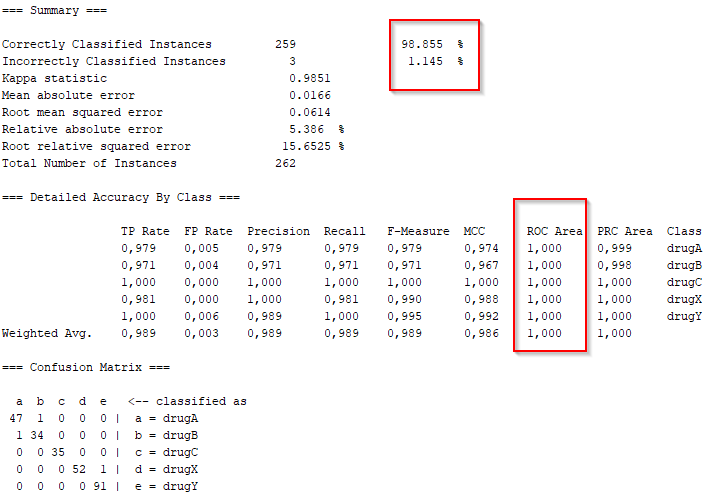 === Summary ===
Correctly Classified Instances 259 98.855 %
Incorrectly Classified Instances 3 1.145 %
Kappa statistic 0.9851
Mean absolute error 0.0166
Root mean squared error 0.0614
Relative absolute error 5.386 %
Root relative squared error 15.6525 %
Total Number of Instances 262
=== Detailed Accuracy By Class ===
TP Rate FP Rate Precision Recall F-Measure MCC ROC Area PRC Area Class
0,979 0,005 0,979 0,979 0,979 0,974 1,000 0,999 drugA
0,971 0,004 0,971 0,971 0,971 0,967 1,000 0,998 drugB
1,000 0,000 1,000 1,000 1,000 1,000 1,000 1,000 drugC
0,981 0,000 1,000 0,981 0,990 0,988 1,000 1,000 drugX
1,000 0,006 0,989 1,000 0,995 0,992 1,000 1,000 drugY
Weighted Avg. 0,989 0,003 0,989 0,989 0,989 0,986 1,000 1,000
=== Confusion Matrix ===
a b c d e <-- classified as
47 1 0 0 0 | a = drugA
1 34 0 0 0 | b = drugB
0 0 35 0 0 | c = drugC
0 0 0 52 1 | d = drugX
0 0 0 0 91 | e = drugY